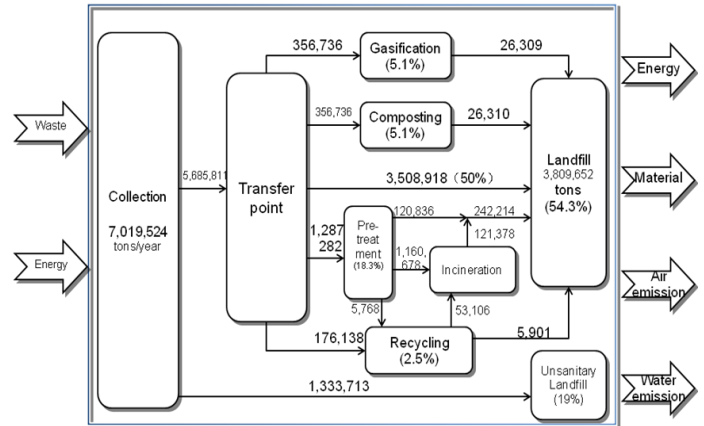 Waste
Energy
Collection
7,019,524
tons/year
5,685,811
Transfer
point
356,736
Gasification
(5.1%)
26,309
356,736
Composting
(5.1%)
26,310
3,508,918 (50%)
1,287
282
Pre-
treat
ment
(18.3%)
120,836
242,214
121,378
1,160,
678
Incineration
5,768
53,106
176,138
Recycling
(2.5%)
5,901
Landfill
3,809,652
tons
(54.3%)
1,333,713
Unsanitary
Landfill
(19%)
Energy
Material
Air
emission
Water
emission